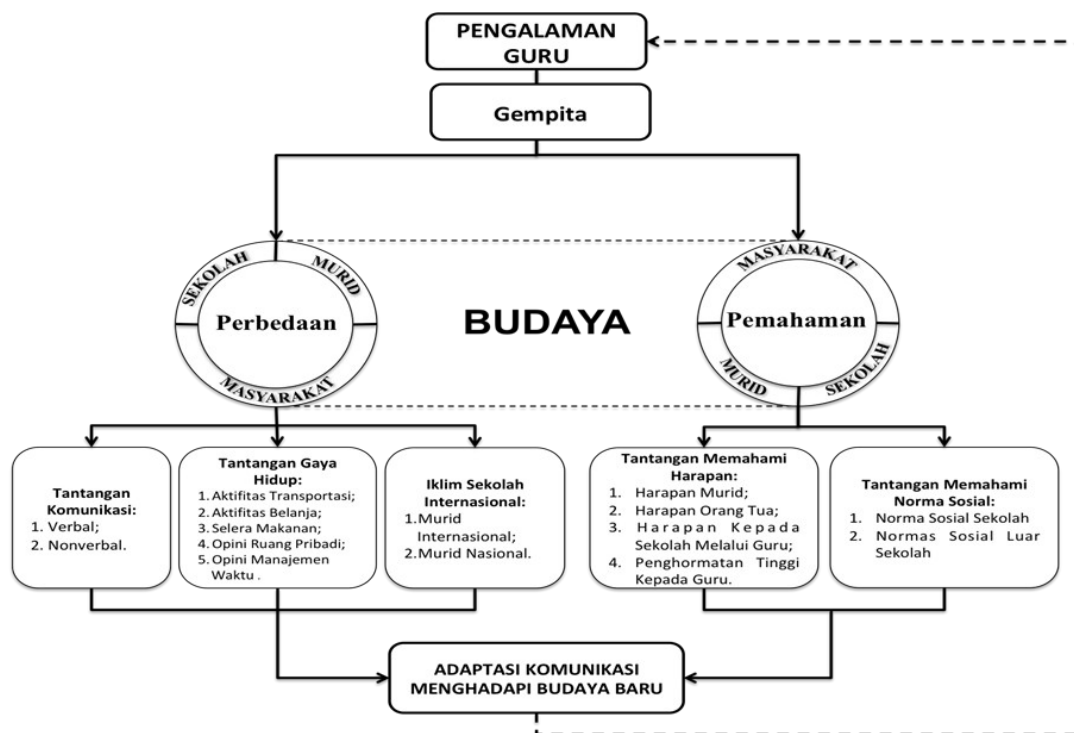 PENGALAMAN
GURU
Gempita
SEKOLAH
MURID
Perbedaan
MASYARAKAT
BUDAYA
MASYARAKAT
Pemahaman
MURID
SEKOLAH
Tantangan
Komunikasi:
1. Verbal;
2. Nonverbal.
Tantangan Gaya
Hidup:
1. Aktifitas Transportasi;
2. Aktifitas Belanja;
3. Selera Makanan;
4. Opini Ruang Pribadi;
5. Opini Manajemen
Waktu .
Iklim Sekolah
Internasional:
1. Murid
Internasional;
2. Murid Nasional.
Tantangan Memahami
Harapan:
1. Harapan Murid;
2. Harapan Orang Tua;
3. Harapan Kepada
Sekolah Melalui Guru;
4. Penghormatan Tinggi
Kepada Guru.
Tantangan Memahami
Norma Sosial:
1. Norma Sosial Sekolah
2. Normas Sosial Luar
Sekolah
ADAPTASI KOMUNIKASI
MENGHADAPI BUDAYA BARU